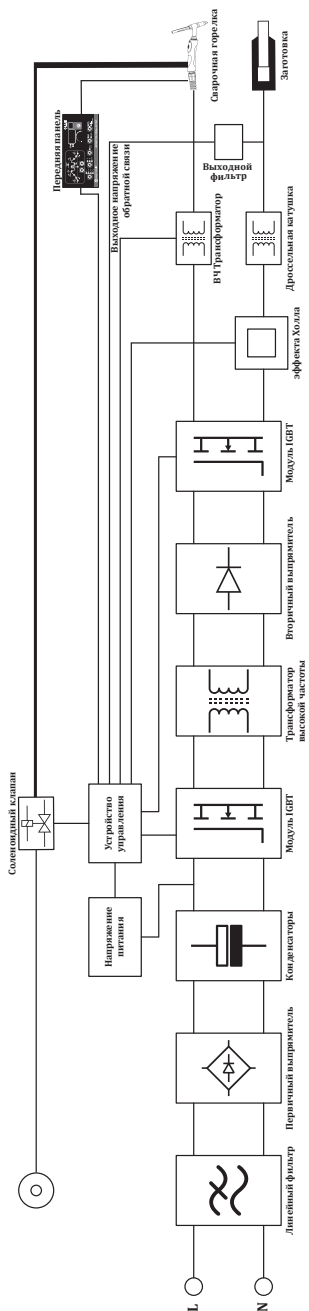 Соленоидный клапан
Передняя панель
Сварочная горелка
Заготовка
Выходное напряжение
обратной связи
Выходной
фильтр
Напряжение
питания
Устройство
управления
ВЧ Трансформатор
Дроссельная катушка
L
N
Линейный фильтр
Первичный выпрямитель
Конденсаторы
Модуль IGBT
Трансформатор
высокой частоты
Вторичный выпрямитель
Модуль IGBT
эффекта Холла